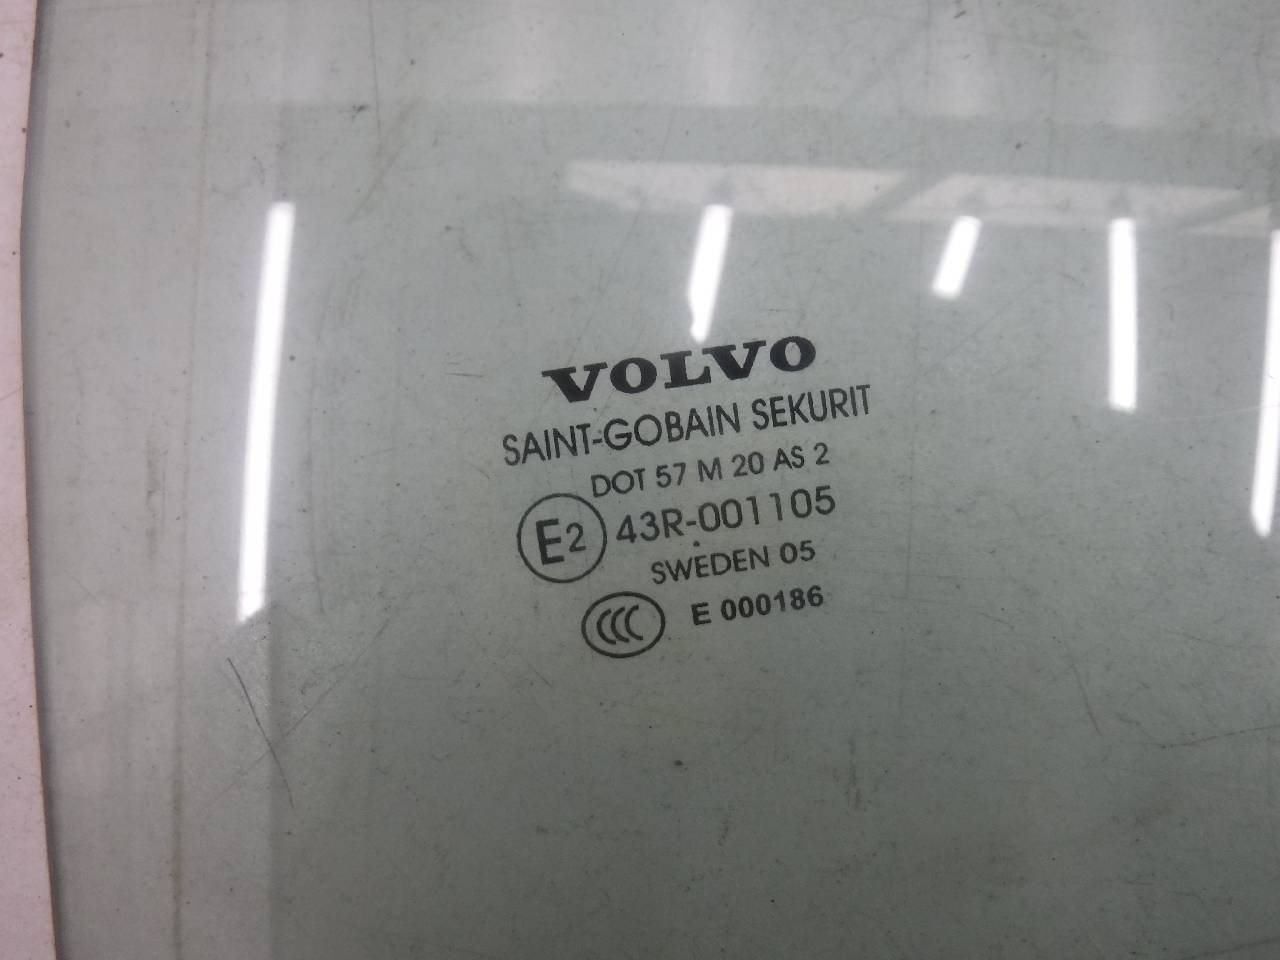 VOLVO
SAINT-GOBAIN SEKURIT
DOT 57 M 20 AS 2
E2 43R-001105
SWEDEN 05
CCC E 000186